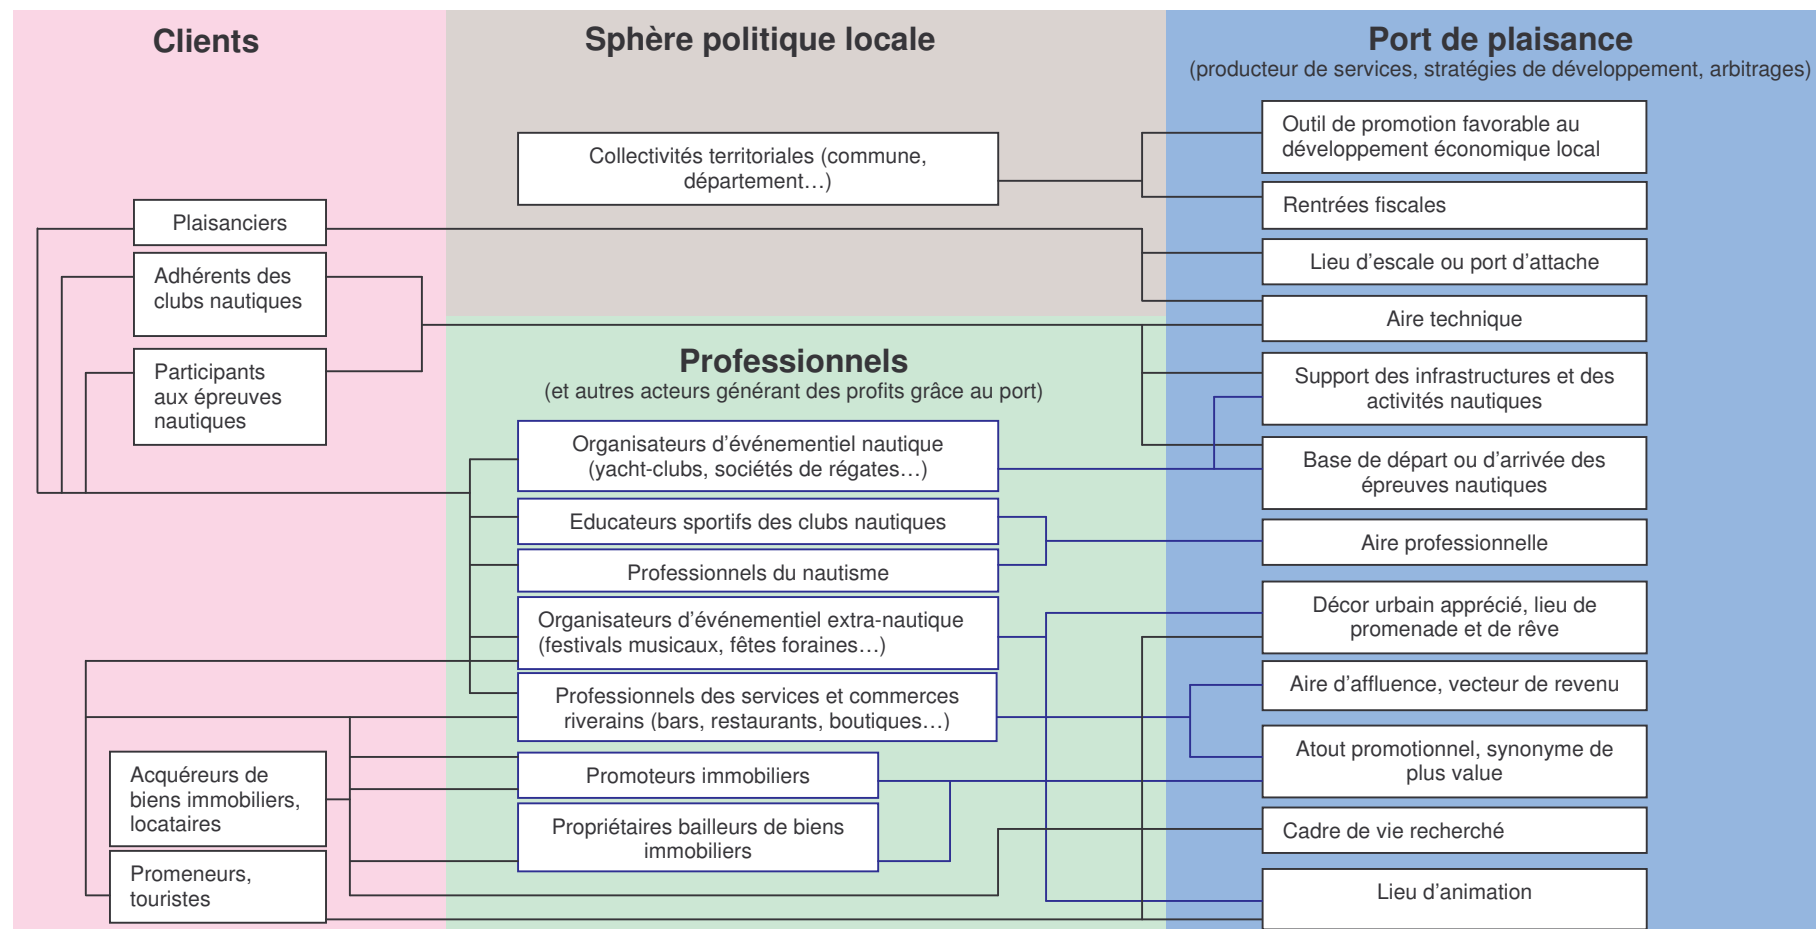 Clients
Plaisanciers
Adhérents des
clubs nautiques
Participants
aux épreuves
nautiques
Acquéreurs de
biens immobiliers,
locataires
Promeneurs,
touristes
Sphère politique locale
Collectivités territoriales (commune,
département…)
Professionnels
(et autres acteurs générant des profits grâce au port)
Organisateurs d’événementiel nautique
(yacht-clubs, sociétés de régates…)
Educateurs sportifs des clubs nautiques
Professionnels du nautisme
Organisateurs d’événementiel extra-nautique
(festivals musicaux, fêtes foraines…)
Professionnels des services et commerces
riverains (bars, restaurants, boutiques…)
Promoteurs immobiliers
Propriétaires bailleurs de biens
immobiliers
Port de plaisance
(producteur de services, stratégies de développement, arbitrages)
Outil de promotion favorable au
développement économique local
Rentrées fiscales
Lieu d’escale ou port d’attache
Aire technique
Support des infrastructures et des
activités nautiques
Base de départ ou d’arrivée des
épreuves nautiques
Aire professionnelle
Décor urbain apprécié, lieu de
promenade et de rêve
Aire d’affluence, vecteur de revenu
Atout promotionnel, synonyme de
plus value
Cadre de vie recherché
Lieu d’animation